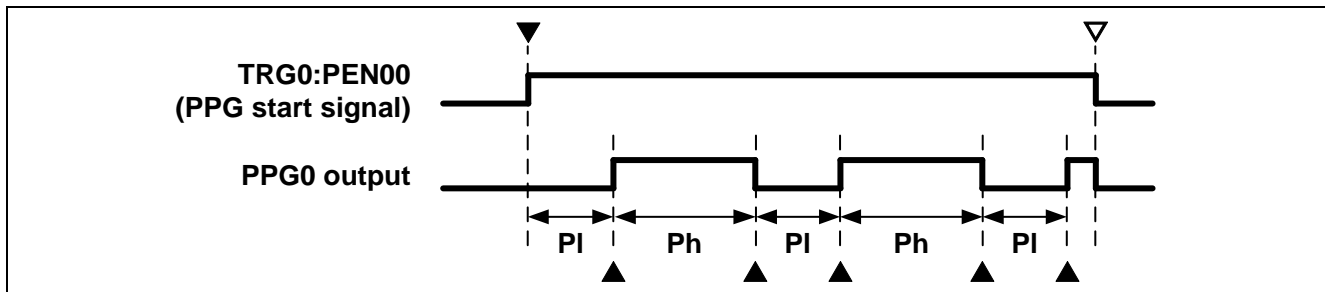 TRG0:PEN00
(PPG start signal)
PPG0 output
Pl Ph Pl Ph Pl